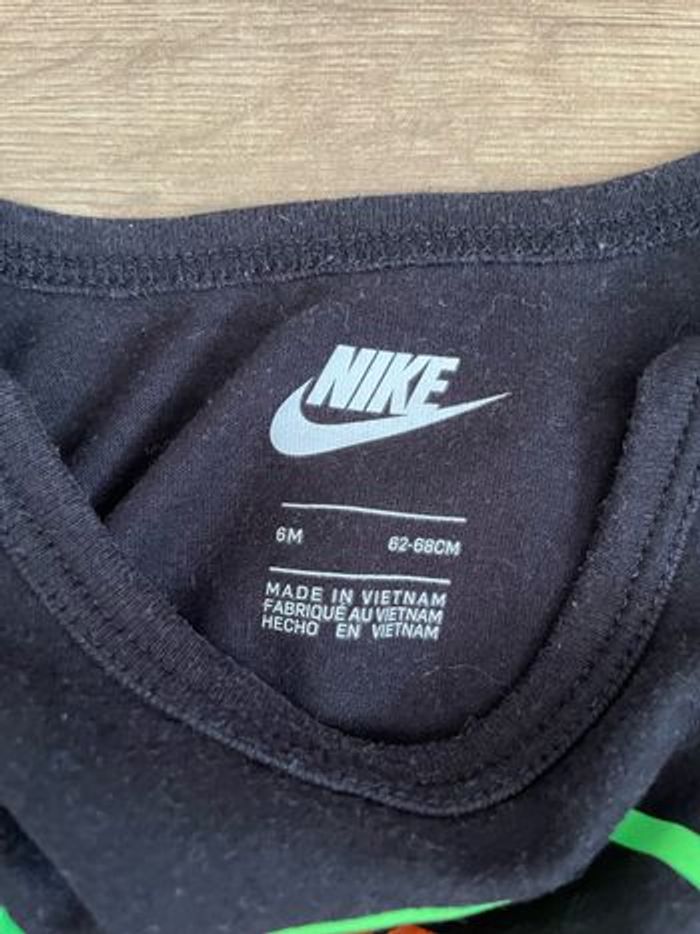 NIKE
6M 62-68CM
MADE IN VIETNAM
FABRIQUÉ AU VIETNAM
HECHO EN VIETNAM